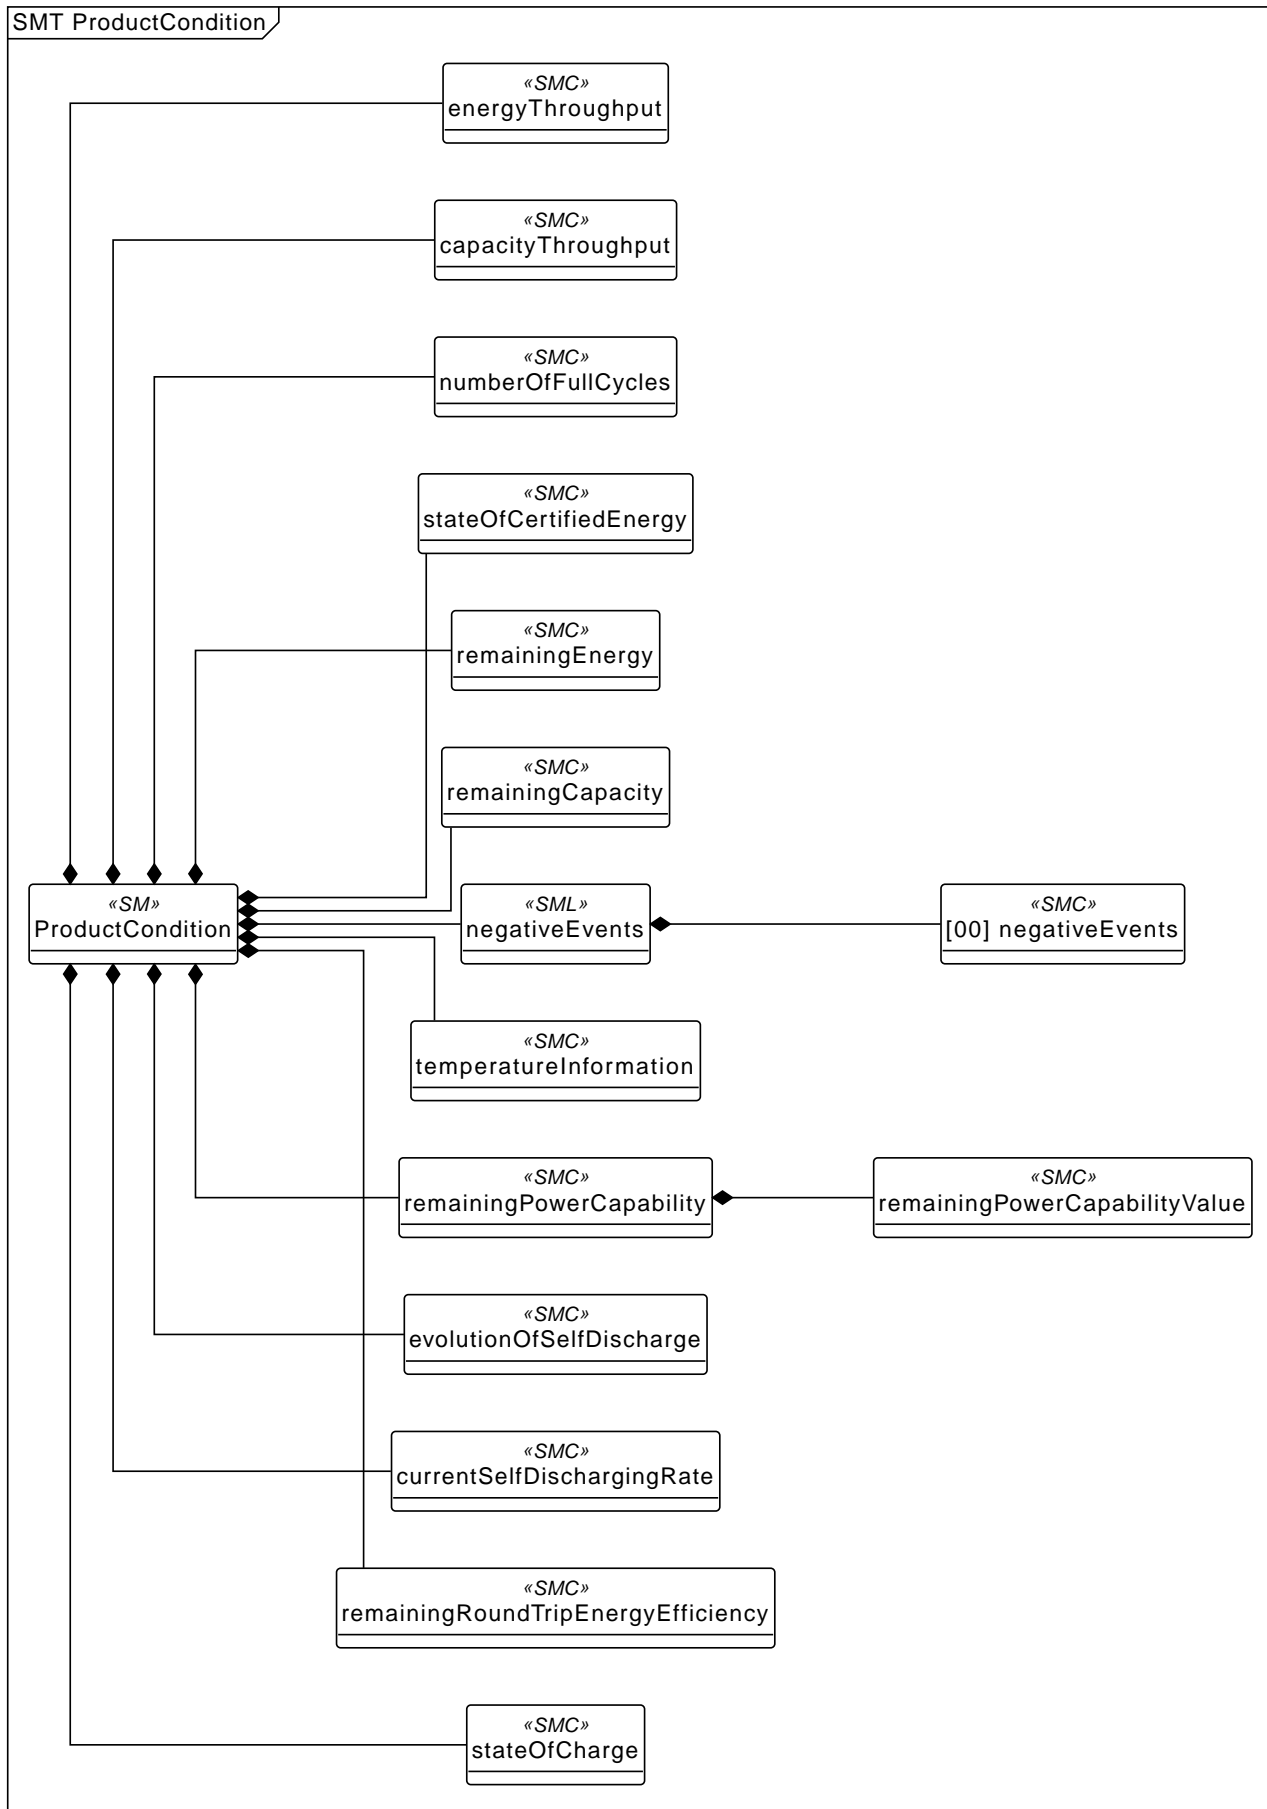 SMT ProductCondition
«SMC»
energyThroughput
«SMC»
capacityThroughput
«SMC»
numberOfFullCycles
«SMC»
stateOfCertifiedEnergy
«SMC»
remainingEnergy
«SMC»
remainingCapacity
«SM»
ProductCondition
«SML»
negativeEvents
«SMC»
[00] negativeEvents
«SMC»
temperatureInformation
«SMC»
remainingPowerCapability
«SMC»
remainingPowerCapabilityValue
«SMC»
evolutionOfSelfDischarge
«SMC»
currentSelfDischargingRate
«SMC»
remainingRoundTripEnergyEfficiency
«SMC»
stateOfCharge